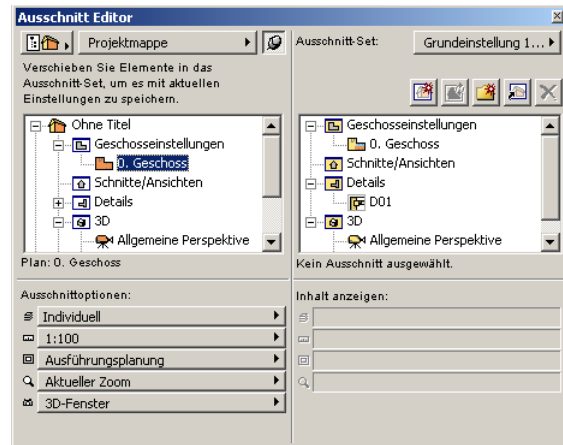 Ausschnitt Editor
Projektmappe
Verschieben Sie Elemente in das
Ausschnitt-Set, um es mit aktuellen
Einstellungen zu speichern.
Ohne Titel
Geschosseinstellungen
0. Geschoss
Schnitte/Ansichten
Details
3D
Allgemeine Perspektive
Plan: 0. Geschoss
Ausschnittoptionen:
Individuell
1:100
Ausführungsplanung
Aktueller Zoom
3D-Fenster
Ausschnitt-Set:
Grundeinstellung 1...
Geschosseinstellungen
0. Geschoss
Schnitte/Ansichten
Details
D01
3D
Allgemeine Perspektive
Kein Ausschnitt ausgewählt.
Inhalt anzeigen: